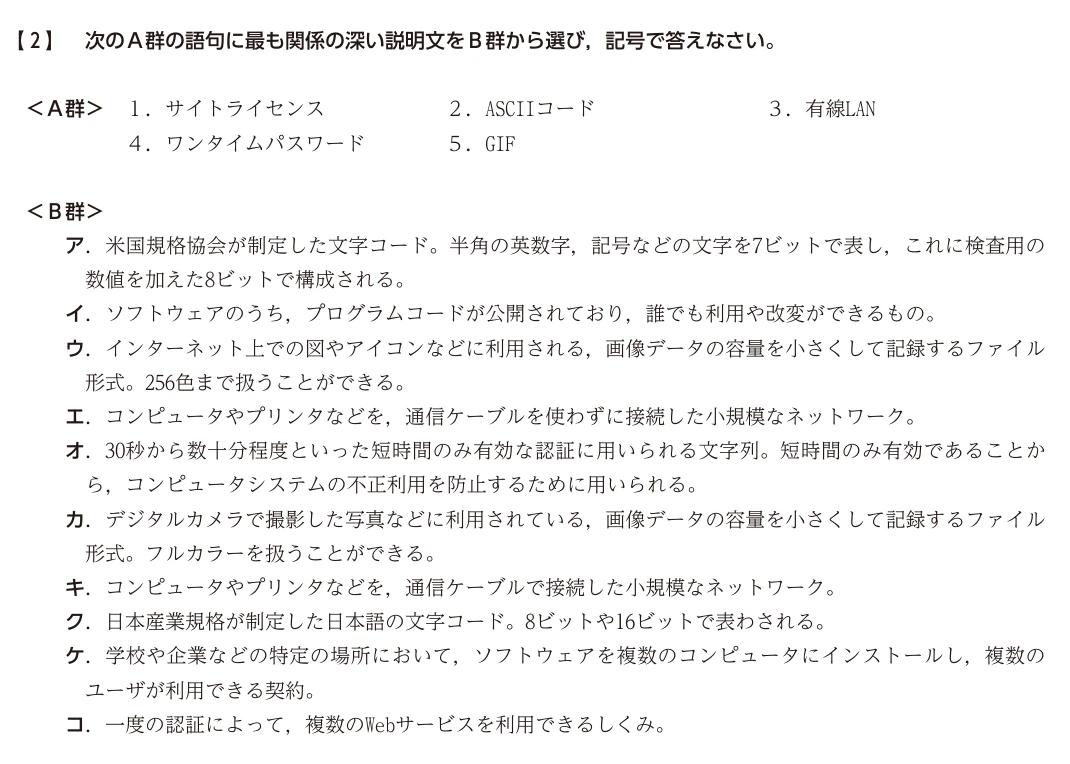 【2】　次のA群の語句に最も関係の深い説明文をB群から選び，記号で答えなさい。
＜A群＞　1．サイトライセンス　2．ASCIIコード　3．有線LAN
4．ワンタイムパスワード　5．GIF
＜B群＞
ア．米国規格協会が制定した文字コード。半角の英数字，記号などの文字を7ビットで表し，これに検査用の
数値を加えた8ビットで構成される。
イ．ソフトウェアのうち，プログラムコードが公開されており，誰でも利用や改変ができるもの。
ウ．インターネット上での図やアイコンなどに利用される，画像データの容量を小さくして記録するファイル
形式。256色まで扱うことができる。
エ．コンピュータやプリンタなどを，通信ケーブルを使わずに接続した小規模なネットワーク。
オ．30秒から数十分程度といった短時間のみ有効な認証に用いられる文字列。短時間のみ有効であることか
ら，コンピュータシステムの不正利用を防止するために用いられる。
カ．デジタルカメラで撮影した写真などに利用されている，画像データの容量を小さくして記録するファイル
形式。フルカラーを扱うことができる。
キ．コンピュータやプリンタなどを，通信ケーブルで接続した小規模なネットワーク。
ク．日本産業規格が制定した日本語の文字コード。8ビットや16ビットで表わされる。
ケ．学校や企業などの特定の場所において，ソフトウェアを複数のコンピュータにインストールし，複数の
ユーザが利用できる契約。
コ．一度の認証によって，複数のWebサービスを利用できるしくみ。